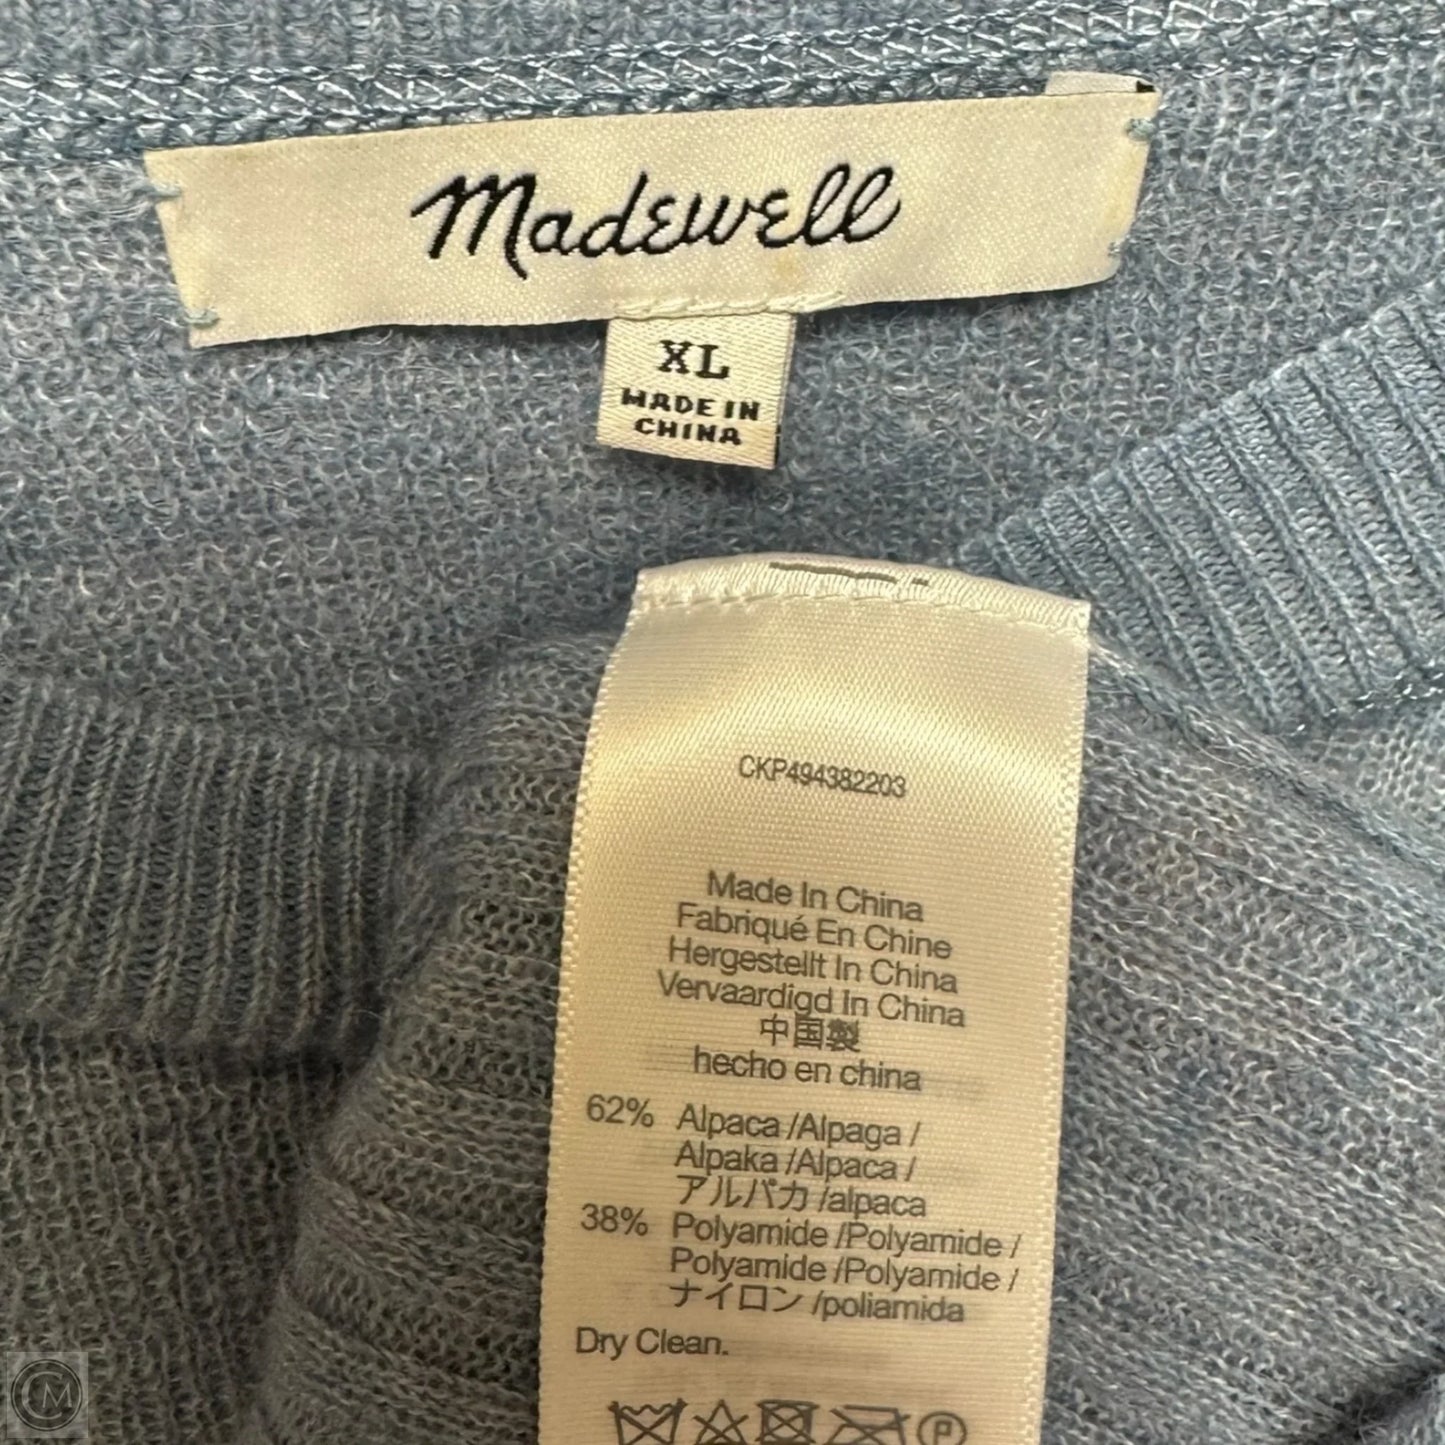 Madewell
XL
MADE IN
CHINA
CKP494382203
Made In China
Fabriqué En Chine
Hergestellt In China
Vervaardigd In China
中国製
hecho en china
62% Alpaca /Alpaga /
Alpaka /Alpaca /
アルパカ /alpaca
38% Polyamide /Polyamide /
Polyamide /Polyamide /
ナイロン /poliamida
Dry Clean.
P
CM